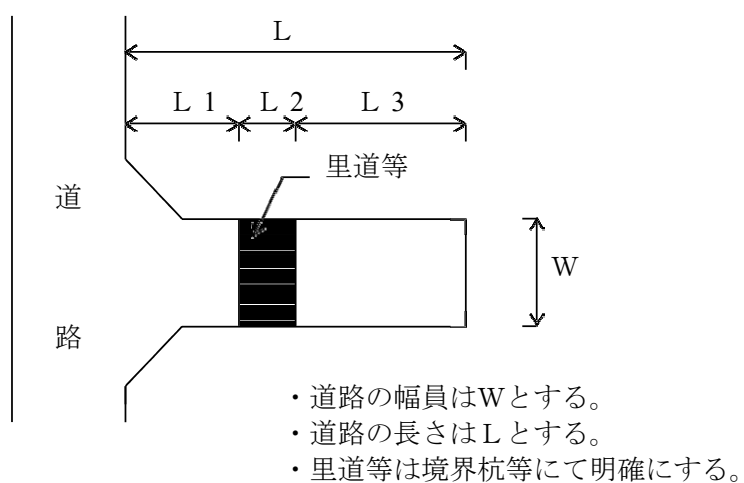 L
L 1
L 2
L 3
里道等
道
W
路
・道路の幅員はWとする。
・道路の長さはLとする。
・里道等は境界杭等にて明確にする。